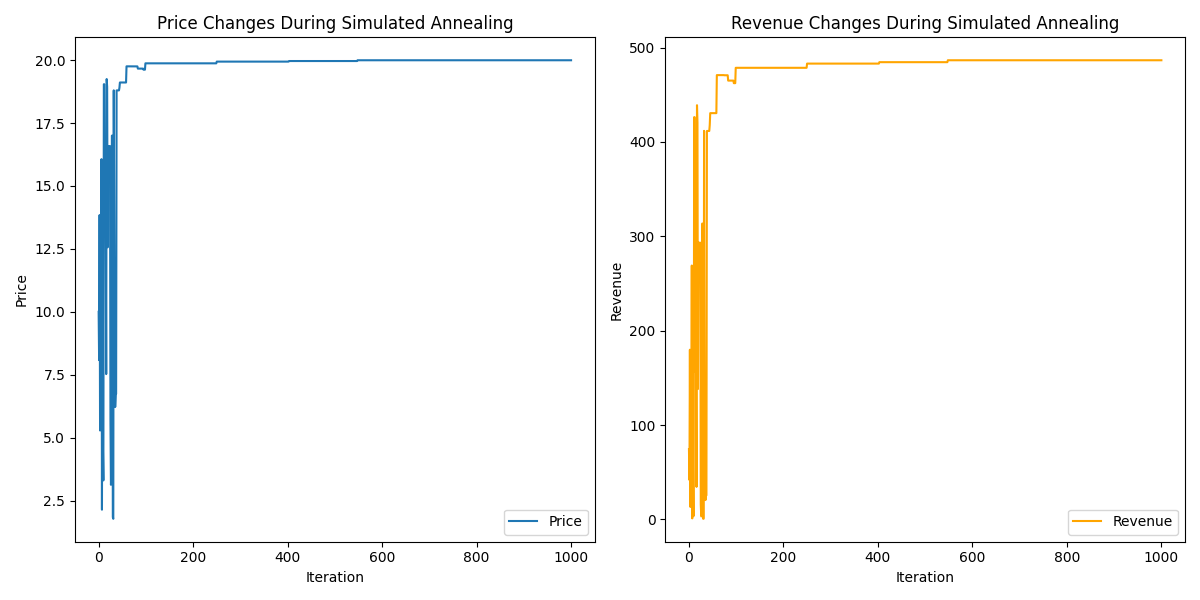 Price Changes During Simulated Annealing
20.0
17.5
15.0
12.5
10.0
7.5
5.0
2.5
Price
0 200 400 600 800 1000
Iteration
Price
Revenue Changes During Simulated Annealing
500
400
300
200
100
0
Revenue
0 200 400 600 800 1000
Iteration
Revenue